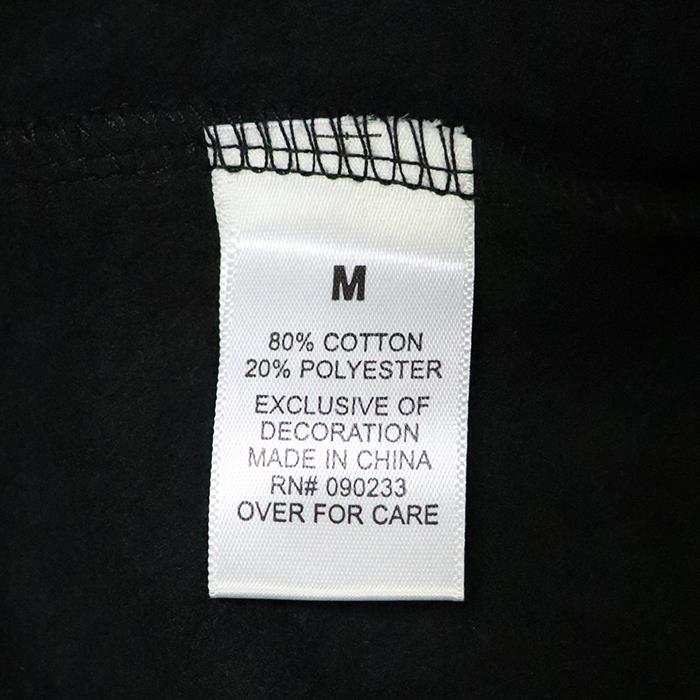 M
80% COTTON
20% POLYESTER
EXCLUSIVE OF
DECORATION
MADE IN CHINA
RN# 090233
OVER FOR CARE